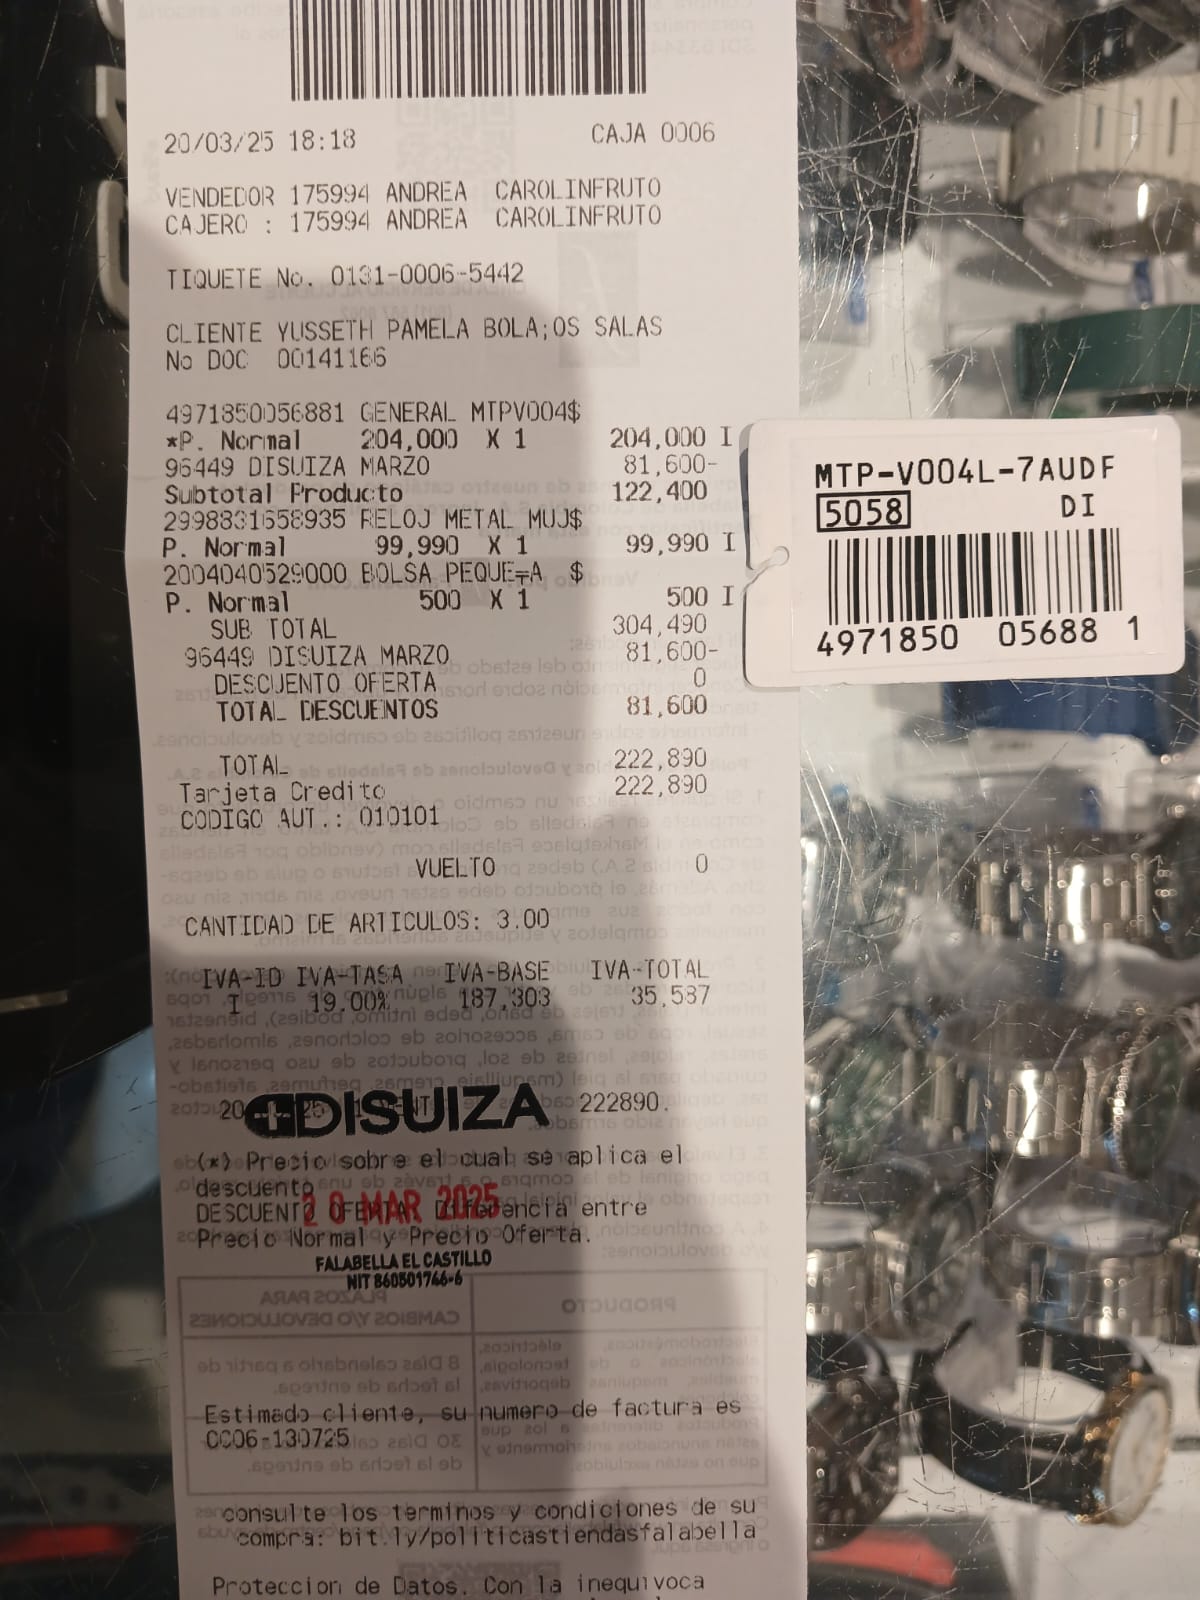 20/03/25 18:18 CAJA 0006
VENDEDOR 175994 ANDREA CAROLINFRUTO
CAJERO : 175994 ANDREA CAROLINFRUTO
TIQUETE No. 0131-0006-5442
CLIENTE YUSSETH PAMELA BOLA;OS SALAS
No DOC 00141166
4971850056881 GENERAL MTPV004$
*P. Normal 204,000 X 1 204,000 I
96449 DISUIZA MARZO 81,600-
Subtotal Producto 122,400
2998831658935 RELOJ METAL MUJ$
P. Normal 99,990 X 1 99,990 I
2004040529000 BOLSA PEQUE╤A $
P. Normal 500 X 1 500 I
SUB TOTAL 304,490
96449 DISUIZA MARZO 81,600-
DESCUENTO OFERTA 0
TOTAL DESCUENTOS 81,600
TOTAL 222,890
Tarjeta Credito 222,890
CODIGO AUT.: 010101
VUELTO 0
CANTIDAD DE ARTICULOS: 3.00
IVA-ID IVA-TASA IVA-BASE IVA-TOTAL
I 19.00% 187,303 35,587
DISUIZA 222890.
(*) Precio sobre el cual se aplica el
descuento
20 MAR 2025
DESCUENTO OFERTA Diferencia entre
Precio Normal y Precio Oferta.
FALABELLA EL CASTILLO
NIT 860501766-6
Estimado cliente, su numero de factura es
CC06-130725
consulte los terminos y condiciones de su
compra: bit.ly/politicastiendasfalabella
Proteccion de Datos. Con la inequivoca
MTP-V004L-7AUDF
5058 DI
4971850 05688 1